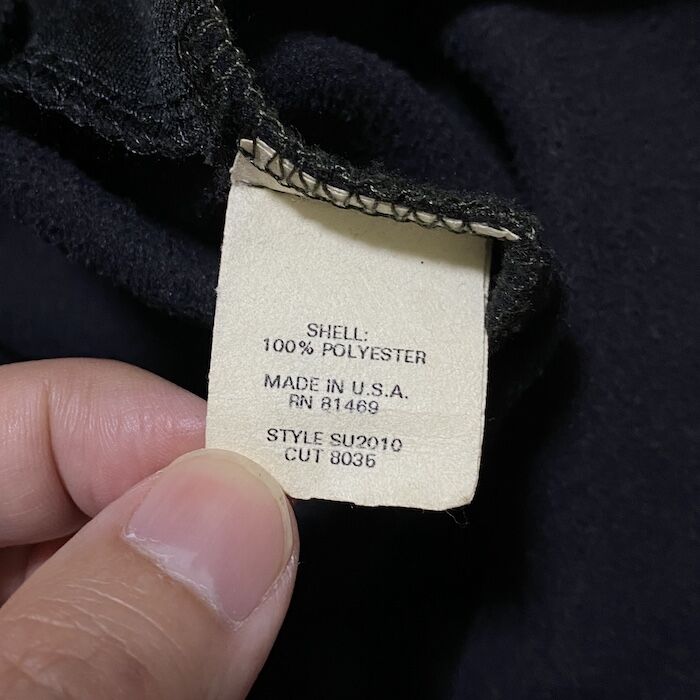 SHELL:
100% POLYESTER
MADE IN U.S.A.
RN 81469
STYLE SU2010
CUT 8035